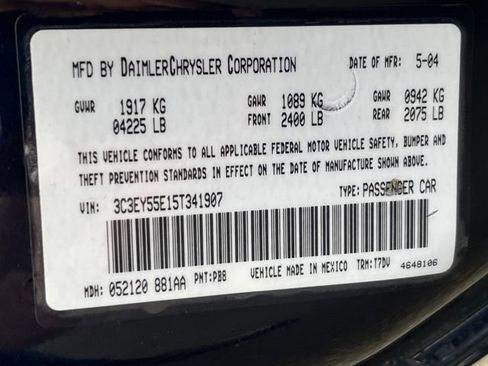 MFD BY DAIMLERCHRYSLER CORPORATION DATE OF MFR: 5-04
GVWR 1917 KG GAWR 1089 KG GAWR 0942 KG
04225 LB FRONT 2400 LB REAR 2075 LB
THIS VEHICLE CONFORMS TO ALL APPLICABLE FEDERAL MOTOR VEHICLE SAFETY, BUMPER AND
THEFT PREVENTION STANDARDS IN EFFECT ON THE DATE OF MANUFACTURE SHOWN ABOVE.
VIN: 3C3EY55E15T341907 TYPE: PASSENGER CAR
MDH: 052120 881AA PNT: PBB VEHICLE MADE IN MEXICO TRM: T7DV 4648106